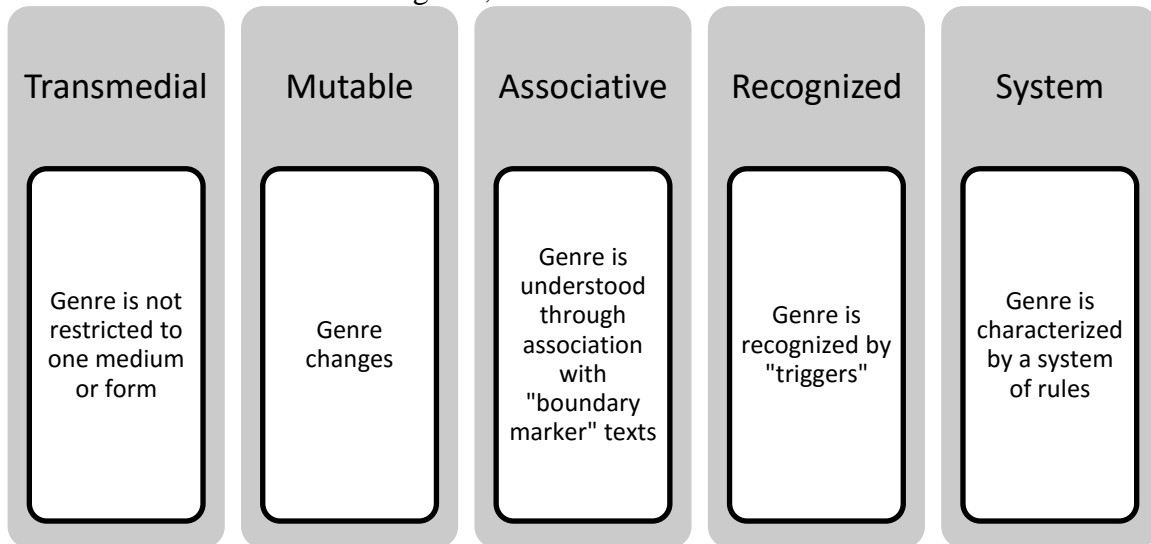 Transmedial
Genre is not
restricted to
one medium
or form
Mutable
Genre
changes
Associative
Genre is
understood
through
association
with
"boundary
marker" texts
Recognized
Genre is
recognized by
"triggers"
System
Genre is
characterized
by a system
of rules